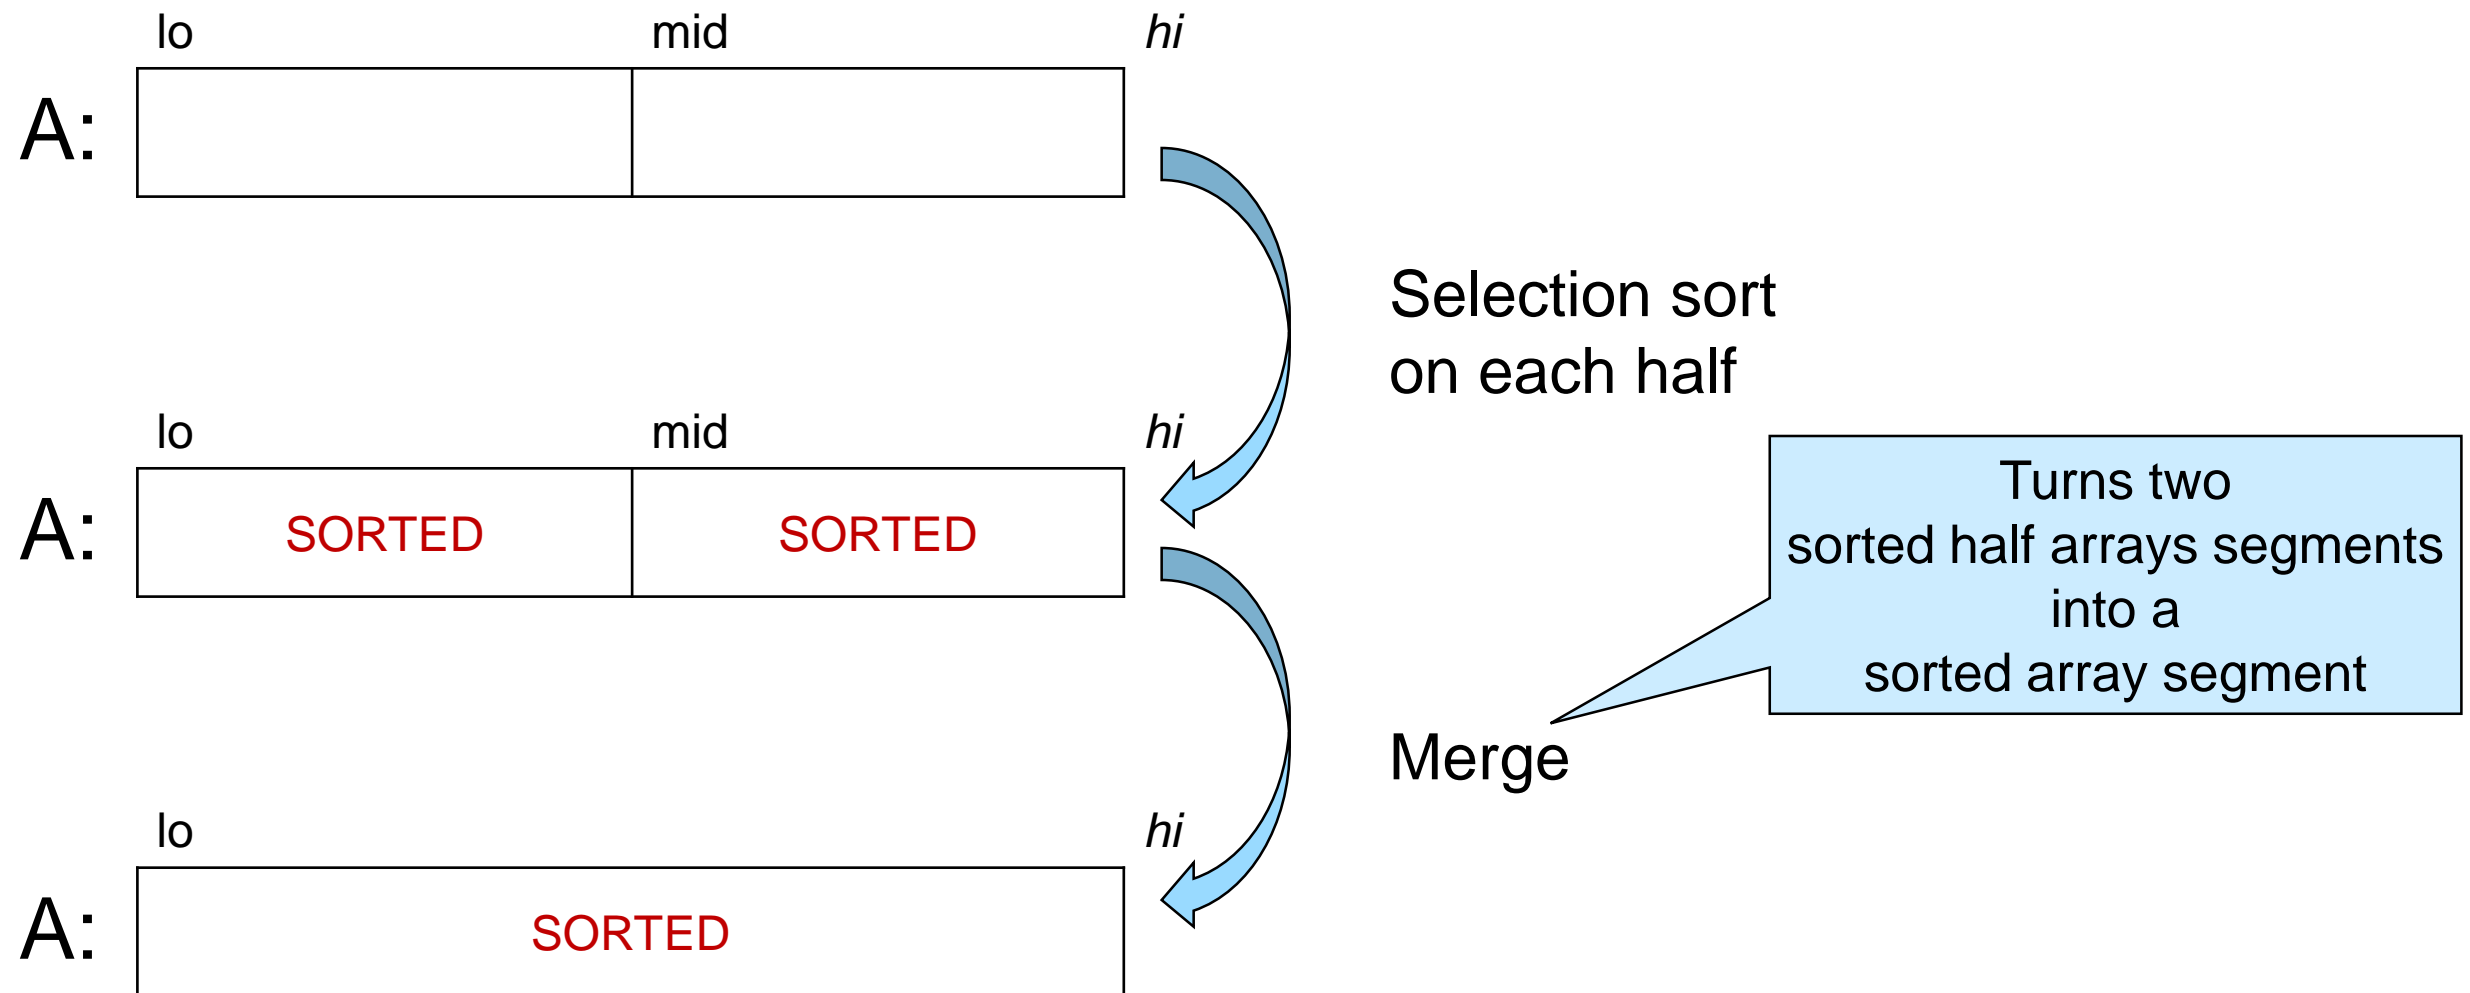 lo mid hi
A:
Selection sort
on each half
lo mid hi
A: SORTED SORTED
Turns two
sorted half arrays segments
into a
sorted array segment
Merge
lo hi
A: SORTED